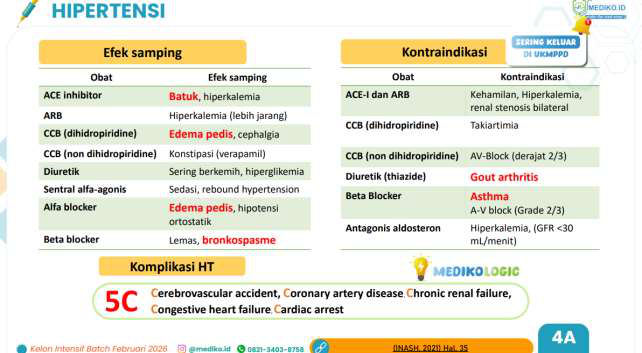 HIPERTENSI
MEDIKO.ID
Efek samping
Obat Efek samping
ACE inhibitor Batuk, hiperkalemia
ARB Hiperkalemia (lebih jarang)
CCB (dihidropiridine) Edema pedis, cephalgia
CCB (non dihidropiridine) Konstipasi (verapamil)
Diuretik Sering berkemih, hiperglikemia
Sentral alfa-agonis Sedasi, rebound hypertension
Alfa blocker Edema pedis, hipotensi
ortostatik
Beta blocker Lemas, bronkospasme
Kontraindikasi
SERING KELUAR
DI UKMPPD
Obat Kontraindikasi
ACE-I dan ARB Kehamilan, Hiperkalemia,
renal stenosis bilateral
CCB (dihidropiridine) Takiartimia
CCB (non dihidropiridine) AV-Block (derajat 2/3)
Diuretik (thiazide) Gout arthritis
Beta Blocker Asthma
A-V block (Grade 2/3)
Antagonis aldosteron Hiperkalemia, (GFR <30
mL/menit)
Komplikasi HT
MEDIKOLOGIC
5C Cerebrovascular accident, Coronary artery disease Chronic renal failure,
Congestive heart failure Cardiac arrest
4A
Kelon Intensif Batch Februari 2026 @mediko.id 0831-3403-8758 (INASH, 2021) Hal. 35